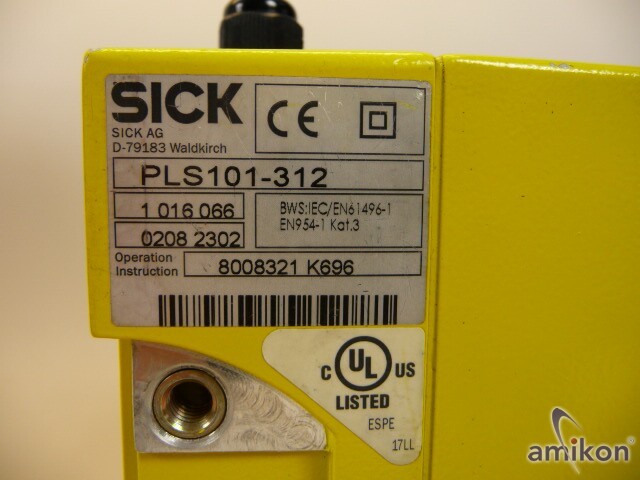 SICK
SICK AG
D-79183 Waldkirch
CE
PLS101-312
1 016 066
BWS:IEC/EN61496-1
EN954-1 Kat.3
0208 2302
Operation
Instruction
8008321 K696
C UL US
LISTED
ESPE
17LL
amikon®